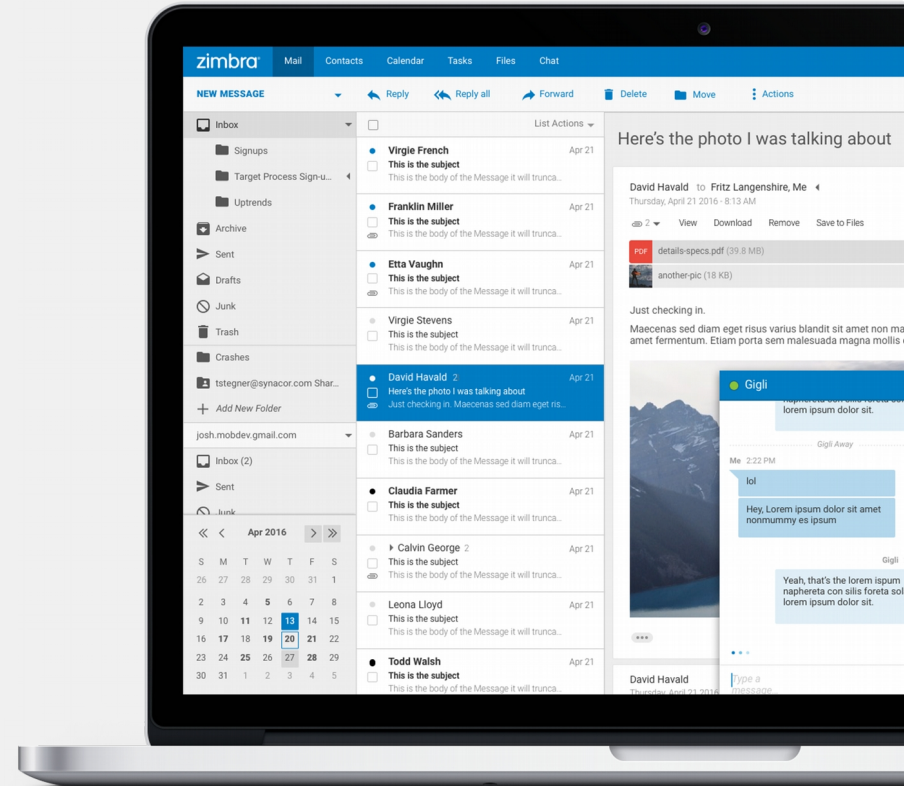 zimbra
Mail Contacts Calendar Tasks Files Chat
NEW MESSAGE
Reply Reply all Forward Delete Move Actions
Inbox
Signups
Target Process Sign-u...
Uptrends
Archive
Sent
Drafts
Junk
Trash
Crashes
tstegner@synacor.com Shar...
Add New Folder
josh.mobdev.gmail.com
Inbox (2)
Sent
Junk
Apr 2016
S M T W T F S
26 27 28 29 30 31 1
2 3 4 5 6 7 8
9 10 11 12 13 14 15
16 17 18 19 20 21 22
23 24 25 26 27 28 29
30 31 1 2 3 4 5
List Actions
Virgie French Apr 21
This is the subject
This is the body of the Message it will trunca...
Franklin Miller Apr 21
This is the subject
This is the body of the Message it will trunca...
Etta Vaughn Apr 21
This is the subject
This is the body of the Message it will trunca...
Virgie Stevens Apr 21
This is the subject
This is the body of the Message it will trunca...
David Havald 2 Apr 21
Here's the photo I was talking about
Just checking in. Maecenas sed diam eget ris...
Barbara Sanders Apr 21
This is the subject
This is the body of the Message it will trunca...
Claudia Farmer Apr 21
This is the subject
This is the body of the Message it will trunca...
Calvin George 2 Apr 21
This is the subject
This is the body of the Message it will trunca...
Leona Lloyd Apr 21
This is the subject
This is the body of the Message it will trunca...
Todd Walsh Apr 21
This is the subject
This is the body of the Message it will trunca...
Here's the photo I was talking about
David Havald to Fritz Langenshire, Me
Thursday, April 21 2016 - 8:13 AM
2 View Download Remove Save to Files
PDF details-specs.pdf (39.8 MB)
another-pic (18 KB)
Just checking in.
Maecenas sed diam eget risus varius blandit sit amet non ma
amet fermentum. Etiam porta sem malesuada magna mollis
David Havald
Thursday, April 21 2016
Gigli
lorem ipsum dolor sit.
Gigli Away
Me 2:22 PM
lol
Hey, Lorem ipsum dolor sit amet
nonmummy es ipsum
Gigli
Yeah, that's the lorem ispum
naphereta con silis foreta sol
lorem ipsum dolor sit.
Type a
message...